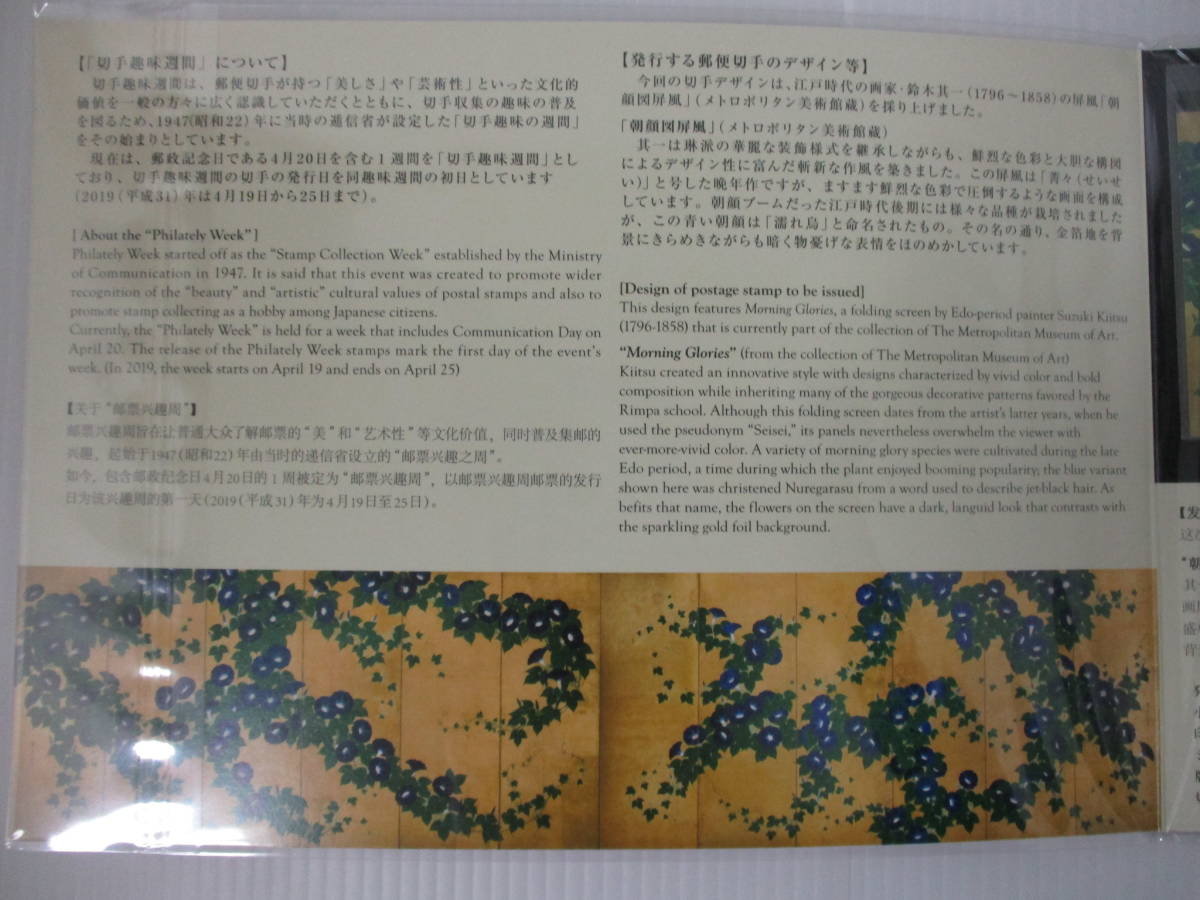 【「切手趣味週間」について】
切手趣味週間は、郵便切手が持つ「美しさ」や「芸術性」といった文化的
価値を一般の方々に広く認識していただくとともに、切手収集の趣味の普及
を図るため、1947(昭和22)年に当時の逓信省が設定した「切手趣味の週間」
をその始まりとしています。
現在は、郵政記念日である4月20日を含む1週間を「切手趣味週間」とし
ており、切手趣味週間の切手の発行日を同趣味週間の初日としています
(2019(平成31)年は4月19日から25日まで)。
[ About the “Philately Week” ]
Philately Week started off as the “Stamp Collection Week” established by the Ministry
of Communication in 1947. It is said that this event was created to promote wider
recognition of the “beauty” and “artistic” cultural values of postal stamps and also to
promote stamp collecting as a hobby among Japanese citizens.
Currently, the “Philately Week” is held for a week that includes Communication Day on
April 20. The release of the Philately Week stamps mark the first day of the event’s
week. (In 2019, the week starts on April 19 and ends on April 25)
【关于“邮票兴趣周”】
邮票兴趣周旨在让普通大众了解邮票的“美”和“艺术性”等文化价值，同时普及集邮的
兴趣，起始于1947(昭和22)年由当时的递信省设立的“邮票兴趣之周”。
如今，包含邮政纪念日4月20日的1周被定为“邮票兴趣周”，以邮票兴趣周邮票的发行
日为该兴趣周的第一天(2019(平成31)年为4月19日至25日)。
【発行する郵便切手のデザイン等】
今回の切手デザインは、江戸時代の画家・鈴木其一(1796〜1858)の屏風「朝
顔図屏風」(メトロポリタン美術館蔵)を採り上げました。
「朝顔図屏風」(メトロポリタン美術館蔵)
其一は琳派の華麗な装飾様式を継承しながらも、鮮烈な色彩と大胆な構図
によるデザイン性に富んだ斬新な作風を築きました。この屏風は「菁々(せいせ
い)」と号した晩年作ですが、ますます鮮烈な色彩で圧倒するような画面を構成
しています。朝顔ブームだった江戸時代後期には様々な品種が栽培されました
が、この青い朝顔は「濡れ烏」と命名されたもの。その名の通り、金箔地を背
景にきらめきながらも暗く物憂げな表情をほのめかしています。
[Design of postage stamp to be issued]
This design features Morning Glories, a folding screen by Edo-period painter Suzuki Kiitsu
(1796-1858) that is currently part of the collection of The Metropolitan Museum of Art.
“Morning Glories” (from the collection of The Metropolitan Museum of Art)
Kiitsu created an innovative style with designs characterized by vivid color and bold
composition while inheriting many of the gorgeous decorative patterns favored by the
Rimpa school. Although this folding screen dates from the artist’s latter years, when he
used the pseudonym “Seisei,” its panels nevertheless overwhelm the viewer with
ever-more-vivid color. A variety of morning glory species were cultivated during the late
Edo period, a time during which the plant enjoyed booming popularity; the blue variant
shown here was christened Nuregarasu from a word used to describe jet-black hair. As
befits that name, the flowers on the screen have a dark, languid look that contrasts with
the sparkling gold foil background.
【发
这
“朝
其
画
盛
背